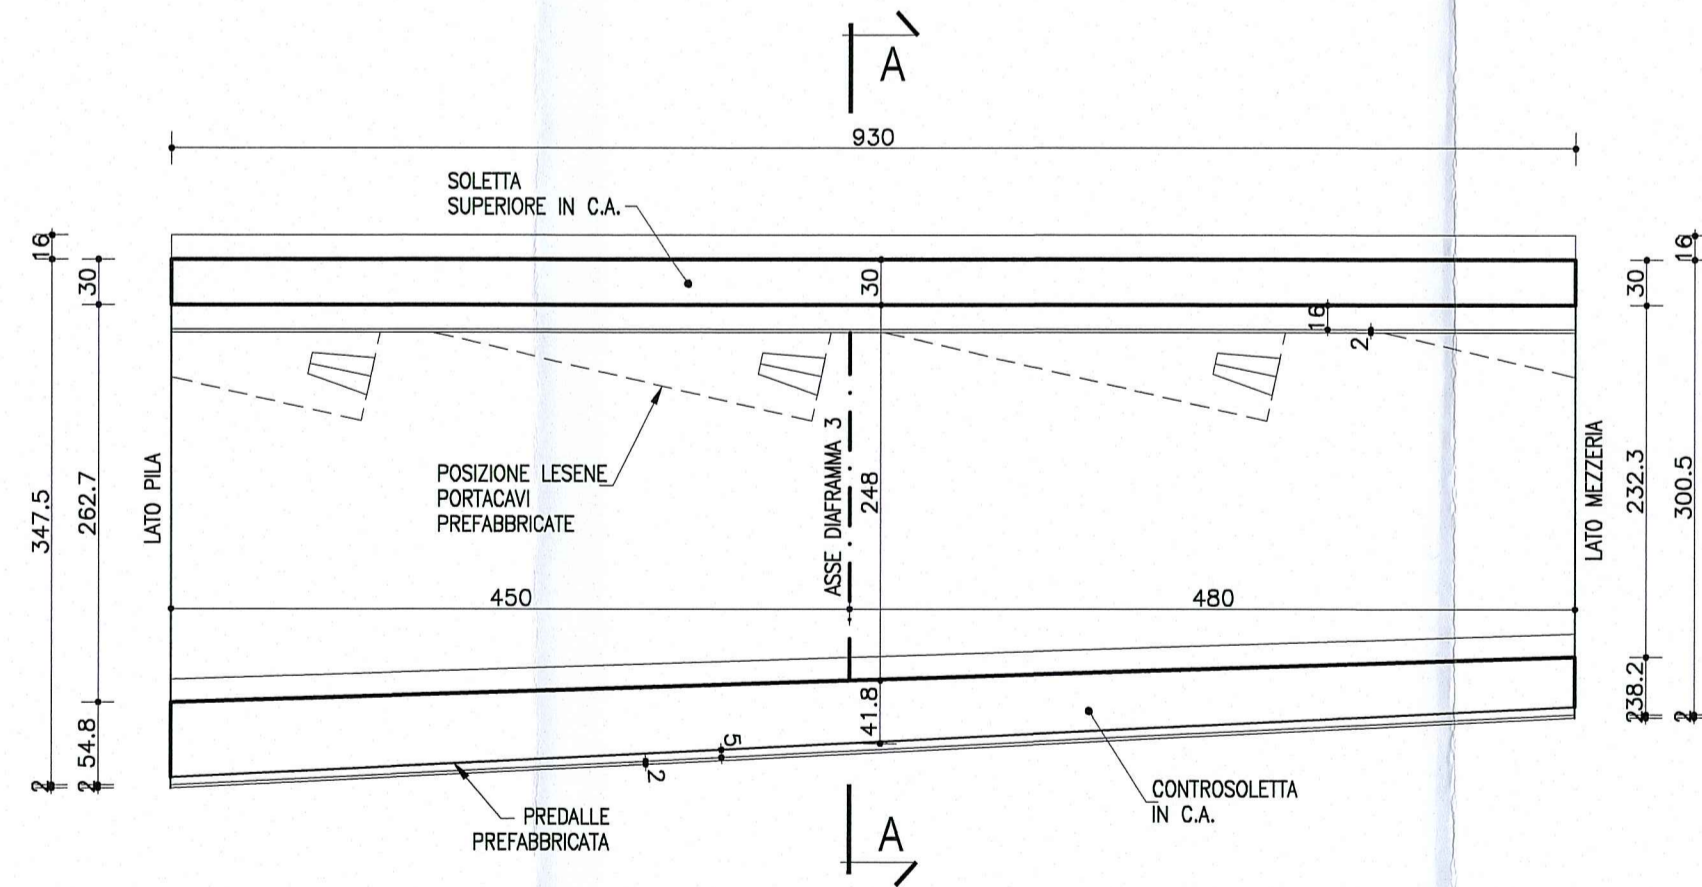 A
930
SOLETTA
SUPERIORE IN C.A.
16
30
30
16
2
30
16
347.5
262.7
LATO PILA
POSIZIONE LESENE
PORTACAVI
PREFABBRICATE
ASSE DIAFRAMMA 3
248
LATO MEZZERIA
232.3
300.5
450
480
54.8
2
2
2
5
41.8
38.2
2
2
PREDALLE
PREFABBRICATA
CONTROSOLETTA
IN C.A.
A